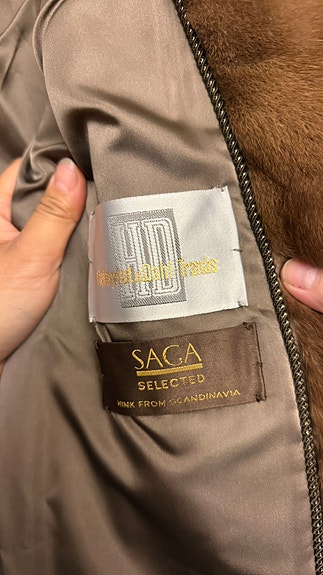 HD
SAGA
SELECTED
MINK FROM SCANDINAVIA